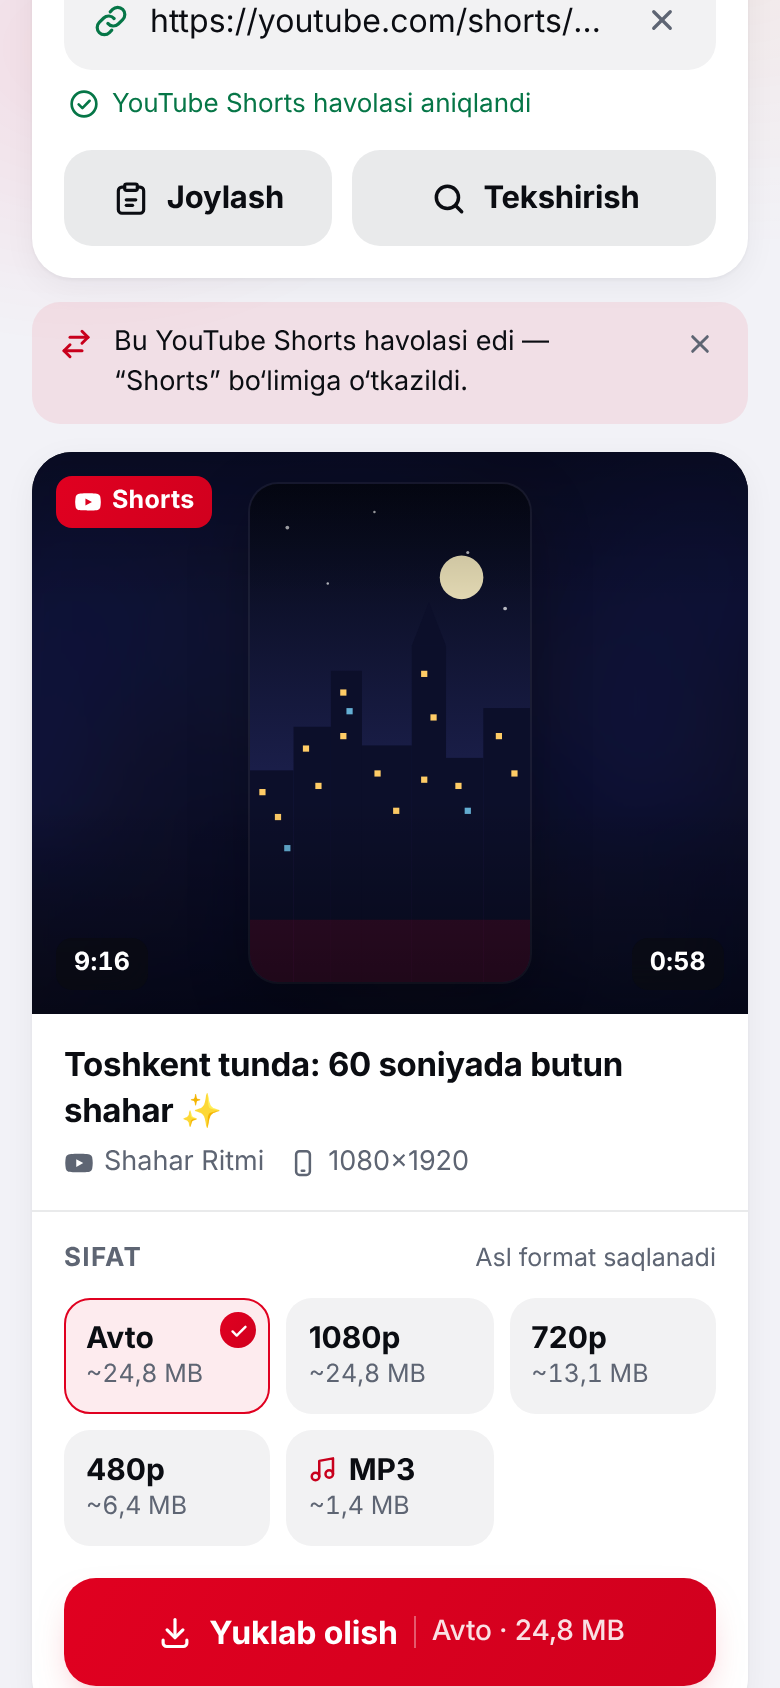 https://youtube.com/shorts/...
YouTube Shorts havolasi aniqlandi
Joylash
Tekshirish
Bu YouTube Shorts havolasi edi —
“Shorts” bo‘limiga o‘tkazildi.
Shorts
9:16
0:58
Toshkent tunda: 60 soniyada butun
shahar ✨
Shahar Ritmi
1080×1920
SIFAT
Asl format saqlanadi
Avto
~24,8 MB
1080p
~24,8 MB
720p
~13,1 MB
480p
~6,4 MB
MP3
~1,4 MB
Yuklab olish
Avto · 24,8 MB